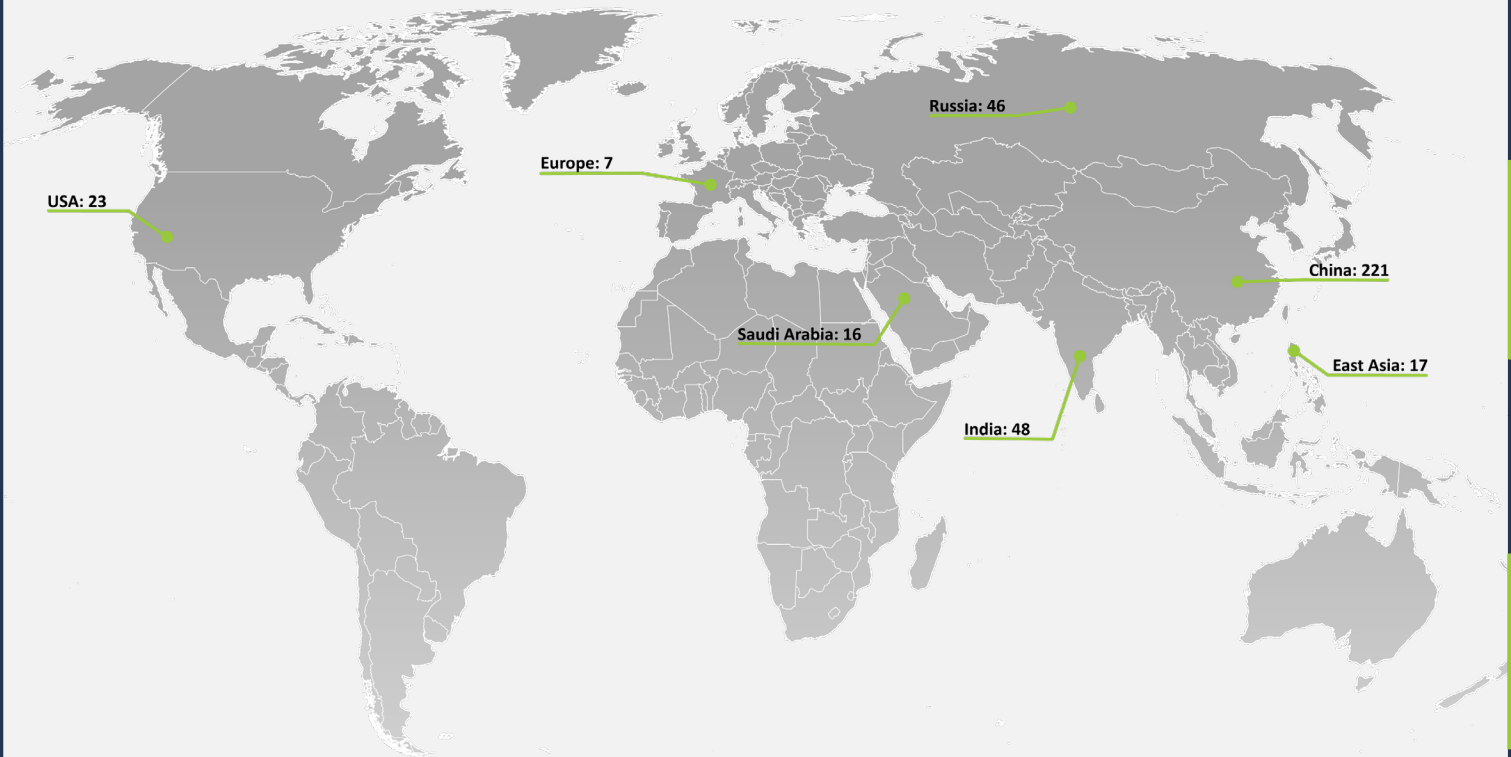 Russia: 46
Europe: 7
USA: 23
China: 221
Saudi Arabia: 16
East Asia: 17
India: 48